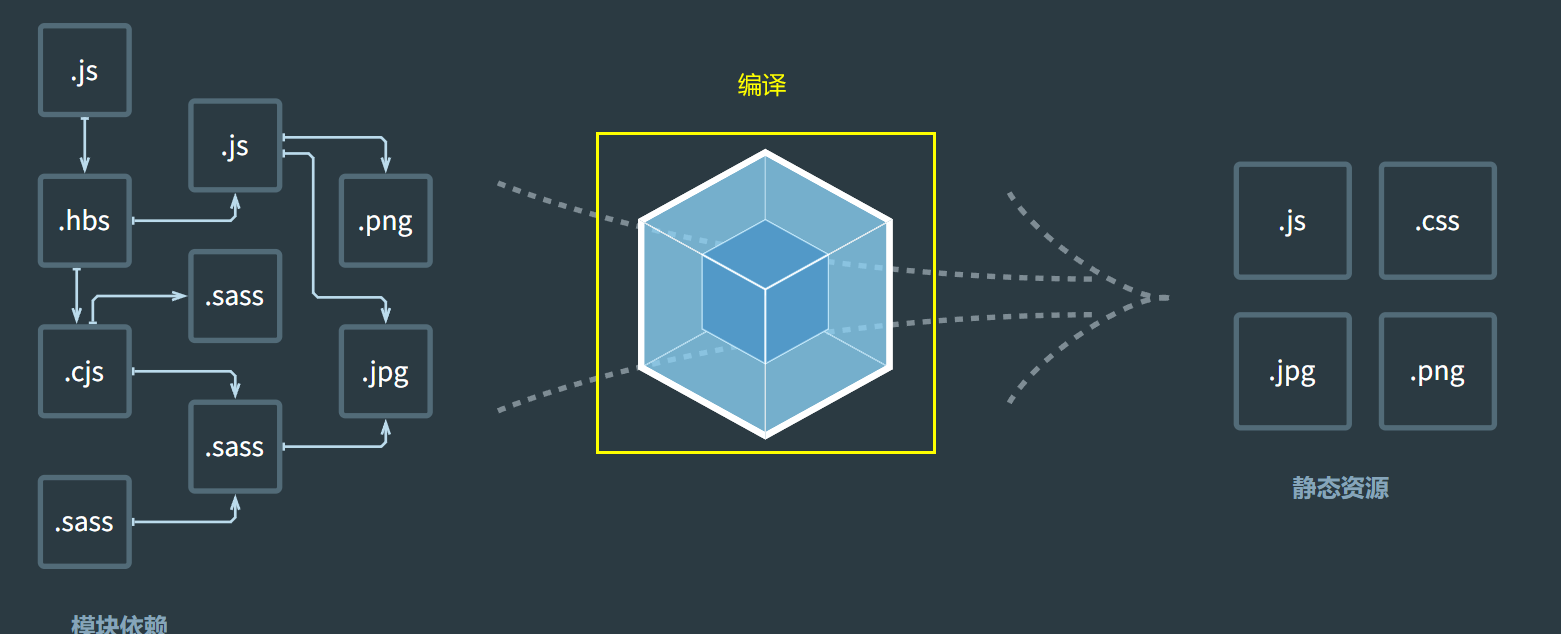 .js
.js
.hbs
.png
.sass
.cjs
.jpg
.sass
.sass
模块依赖
编译
.js
.css
.jpg
.png
静态资源